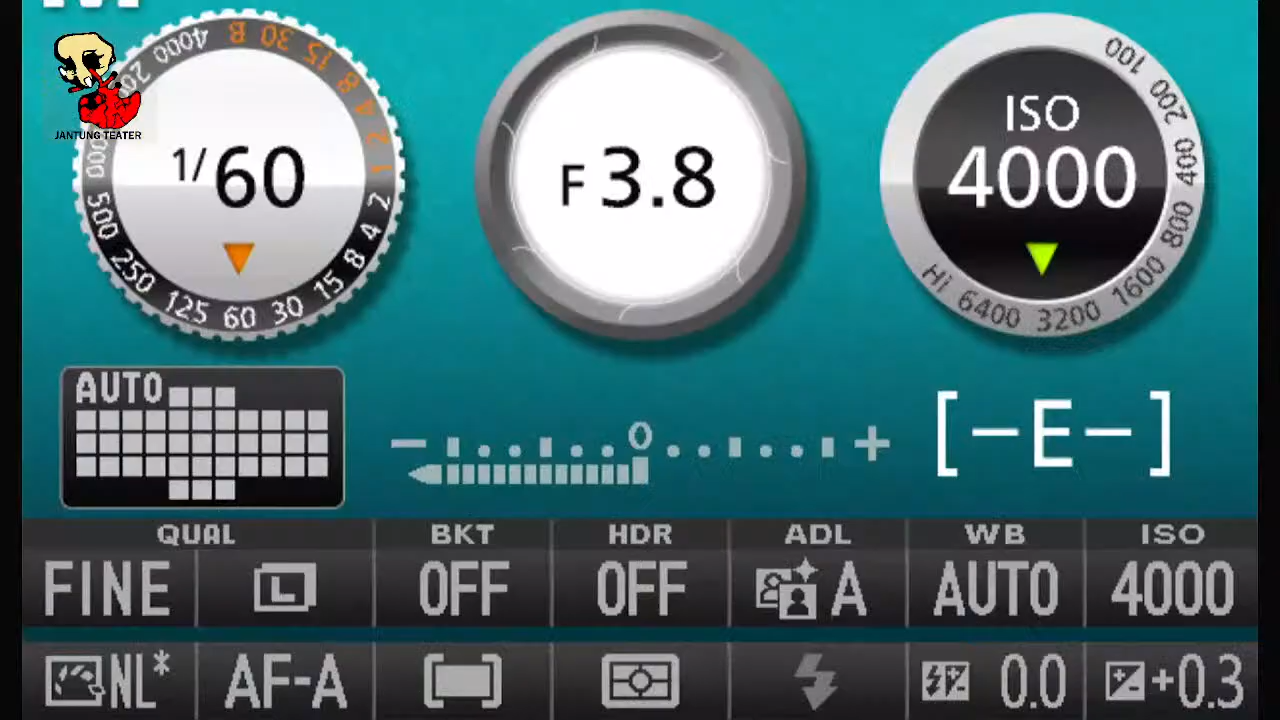 4000 B 30 15 8 4 2 1
2 4 8 15 30 60 125 250 500
JANTUNG TEATER
1/60
F 3.8
ISO
4000
100 200 400 800 1600 3200 6400 Hi
AUTO
− 0 +
[−E−]
QUAL BKT HDR ADL WB ISO
FINE L OFF OFF A AUTO 4000
NL* AF-A 0.0 +0.3